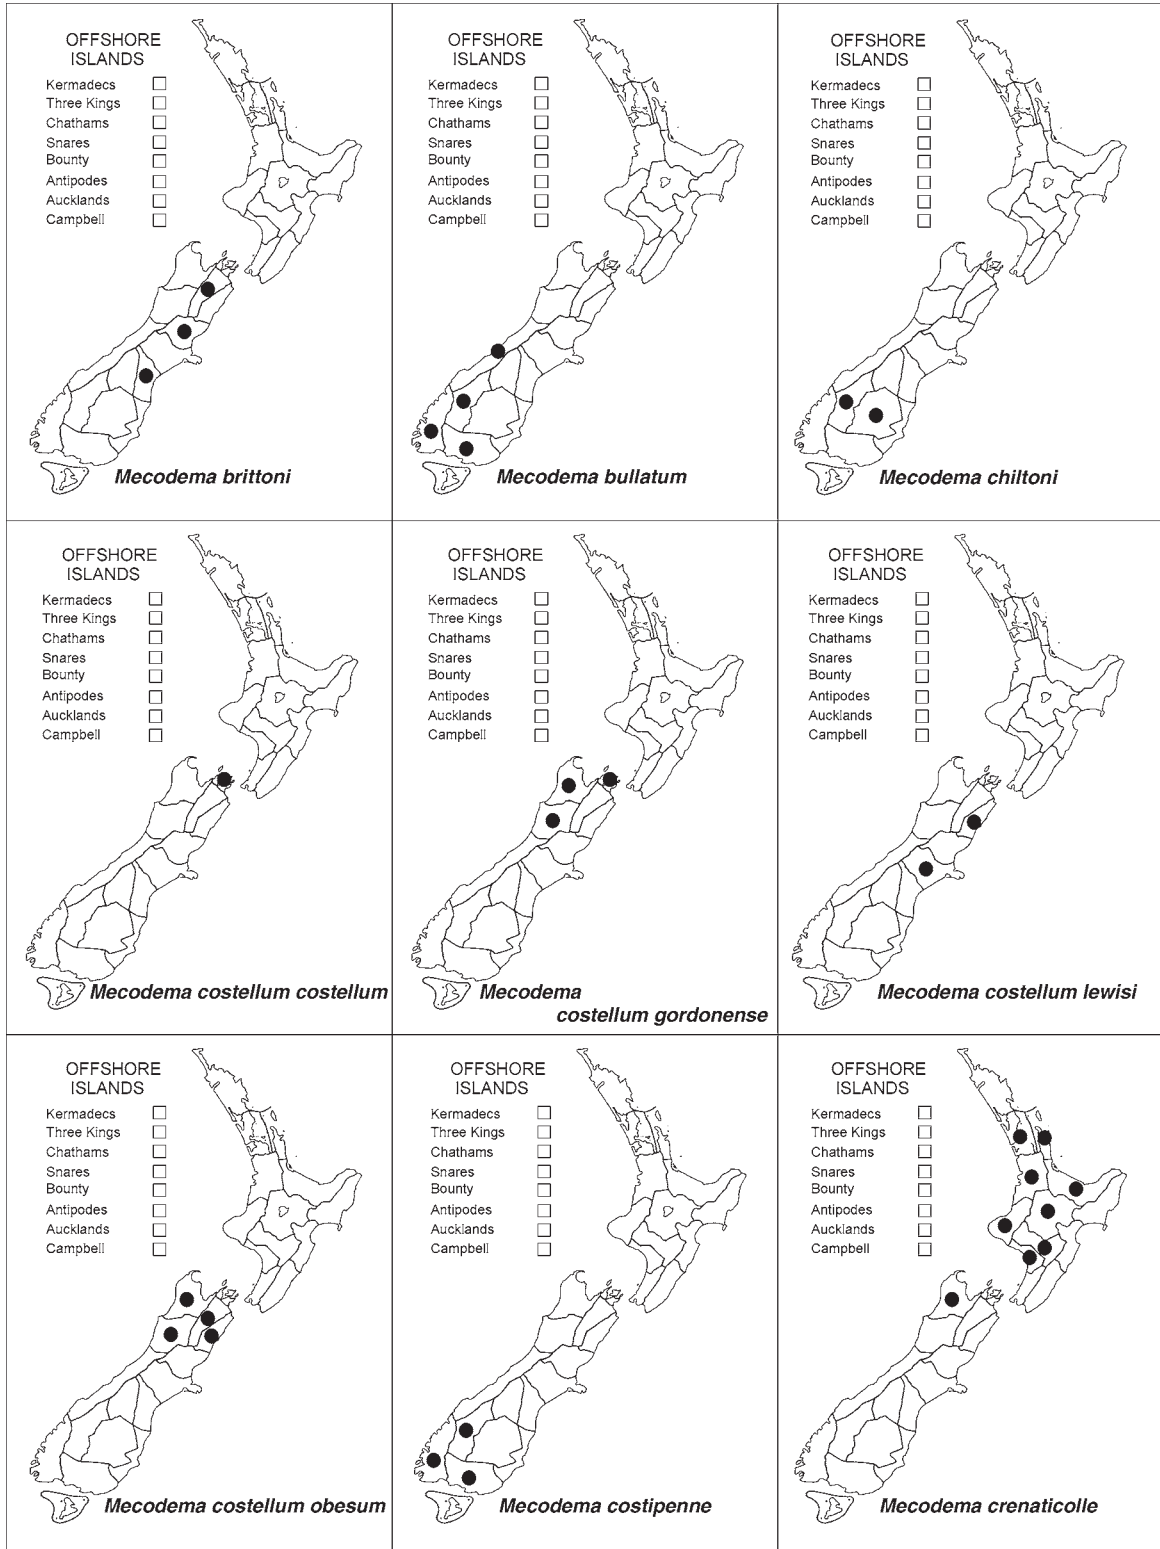 OFFSHORE
ISLANDS
Kermadecs
Three Kings
Chathams
Snares
Bounty
Antipodes
Aucklands
Campbell
Mecodema brittoni
OFFSHORE
ISLANDS
Kermadecs
Three Kings
Chathams
Snares
Bounty
Antipodes
Aucklands
Campbell
Mecodema bullatum
OFFSHORE
ISLANDS
Kermadecs
Three Kings
Chathams
Snares
Bounty
Antipodes
Aucklands
Campbell
Mecodema chiltoni
OFFSHORE
ISLANDS
Kermadecs
Three Kings
Chathams
Snares
Bounty
Antipodes
Aucklands
Campbell
Mecodema costellum costellum
OFFSHORE
ISLANDS
Kermadecs
Three Kings
Chathams
Snares
Bounty
Antipodes
Aucklands
Campbell
Mecodema
costellum gordonense
OFFSHORE
ISLANDS
Kermadecs
Three Kings
Chathams
Snares
Bounty
Antipodes
Aucklands
Campbell
Mecodema costellum lewisi
OFFSHORE
ISLANDS
Kermadecs
Three Kings
Chathams
Snares
Bounty
Antipodes
Aucklands
Campbell
Mecodema costellum obesum
OFFSHORE
ISLANDS
Kermadecs
Three Kings
Chathams
Snares
Bounty
Antipodes
Aucklands
Campbell
Mecodema costipenne
OFFSHORE
ISLANDS
Kermadecs
Three Kings
Chathams
Snares
Bounty
Antipodes
Aucklands
Campbell
Mecodema crenaticolle